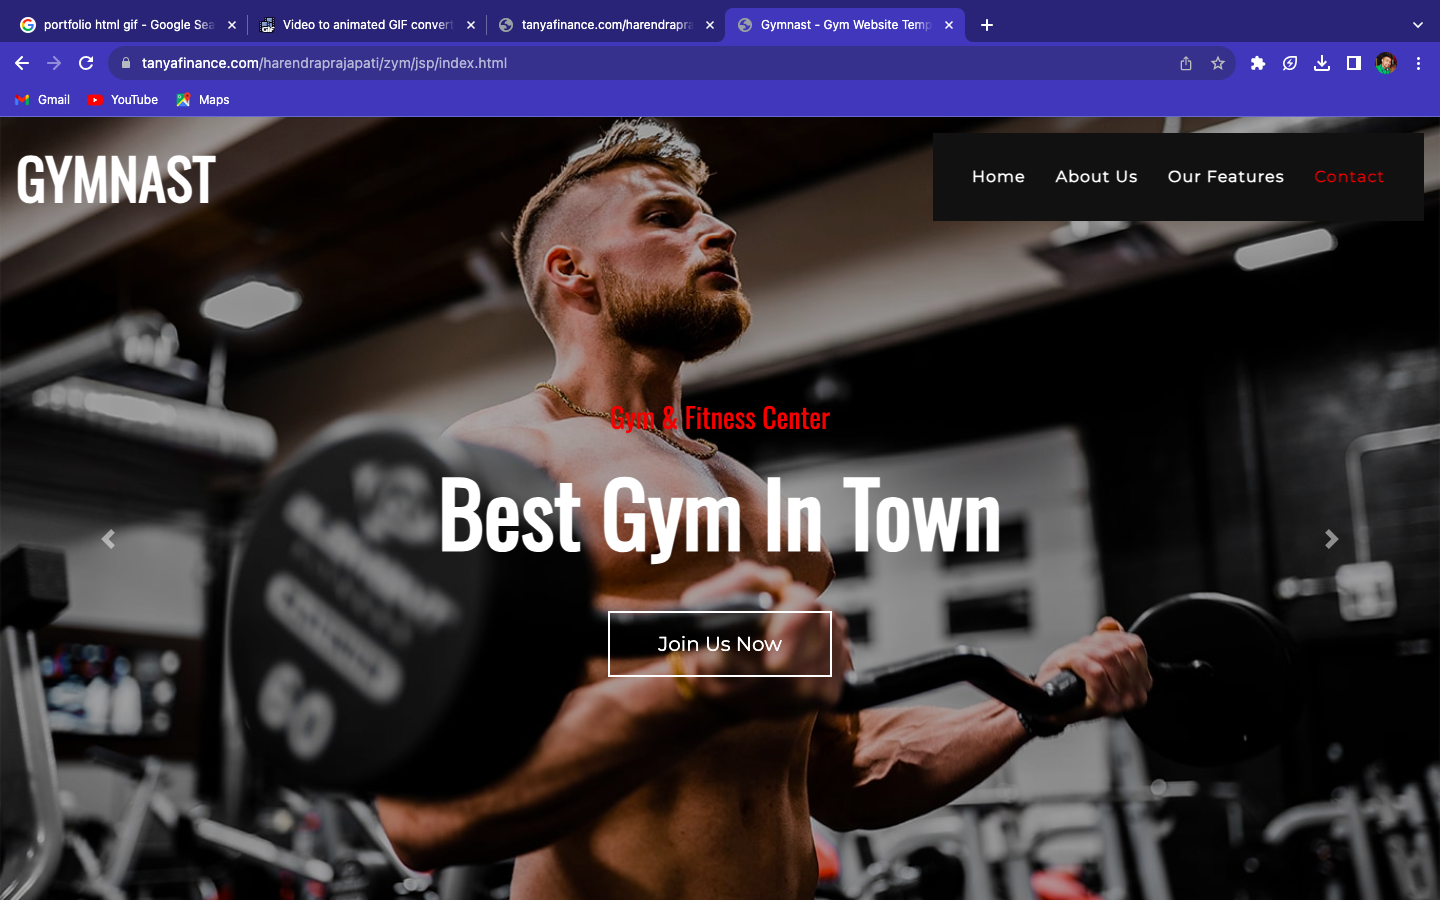 portfolio html gif - Google Sea
Video to animated GIF convert
tanyafinance.com/harendrapra
Gymnast - Gym Website Temp
tanyafinance.com/harendraprajapati/zym/jsp/index.html
Gmail
YouTube
Maps
GYMNAST
Home
About Us
Our Features
Contact
Gym & Fitness Center
Best Gym In Town
Join Us Now
60